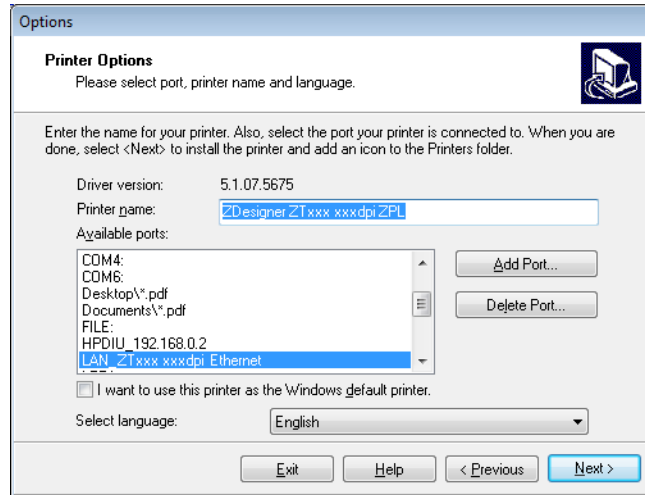 Options
Printer Options
Please select port, printer name and language.
Enter the name for your printer. Also, select the port your printer is connected to. When you are
done, select <Next> to install the printer and add an icon to the Printers folder.
Driver version: 5.1.07.5675
Printer name: ZDesigner ZTxxx xxxdpi ZPL
Available ports:
COM4:
COM6:
Desktop\*.pdf
Documents\*.pdf
FILE:
HPDIU_192.168.0.2
LAN_ZTxxx xxxdpi Ethernet
Add Port...
Delete Port...
I want to use this printer as the Windows default printer.
Select language: English
Exit Help < Previous Next >